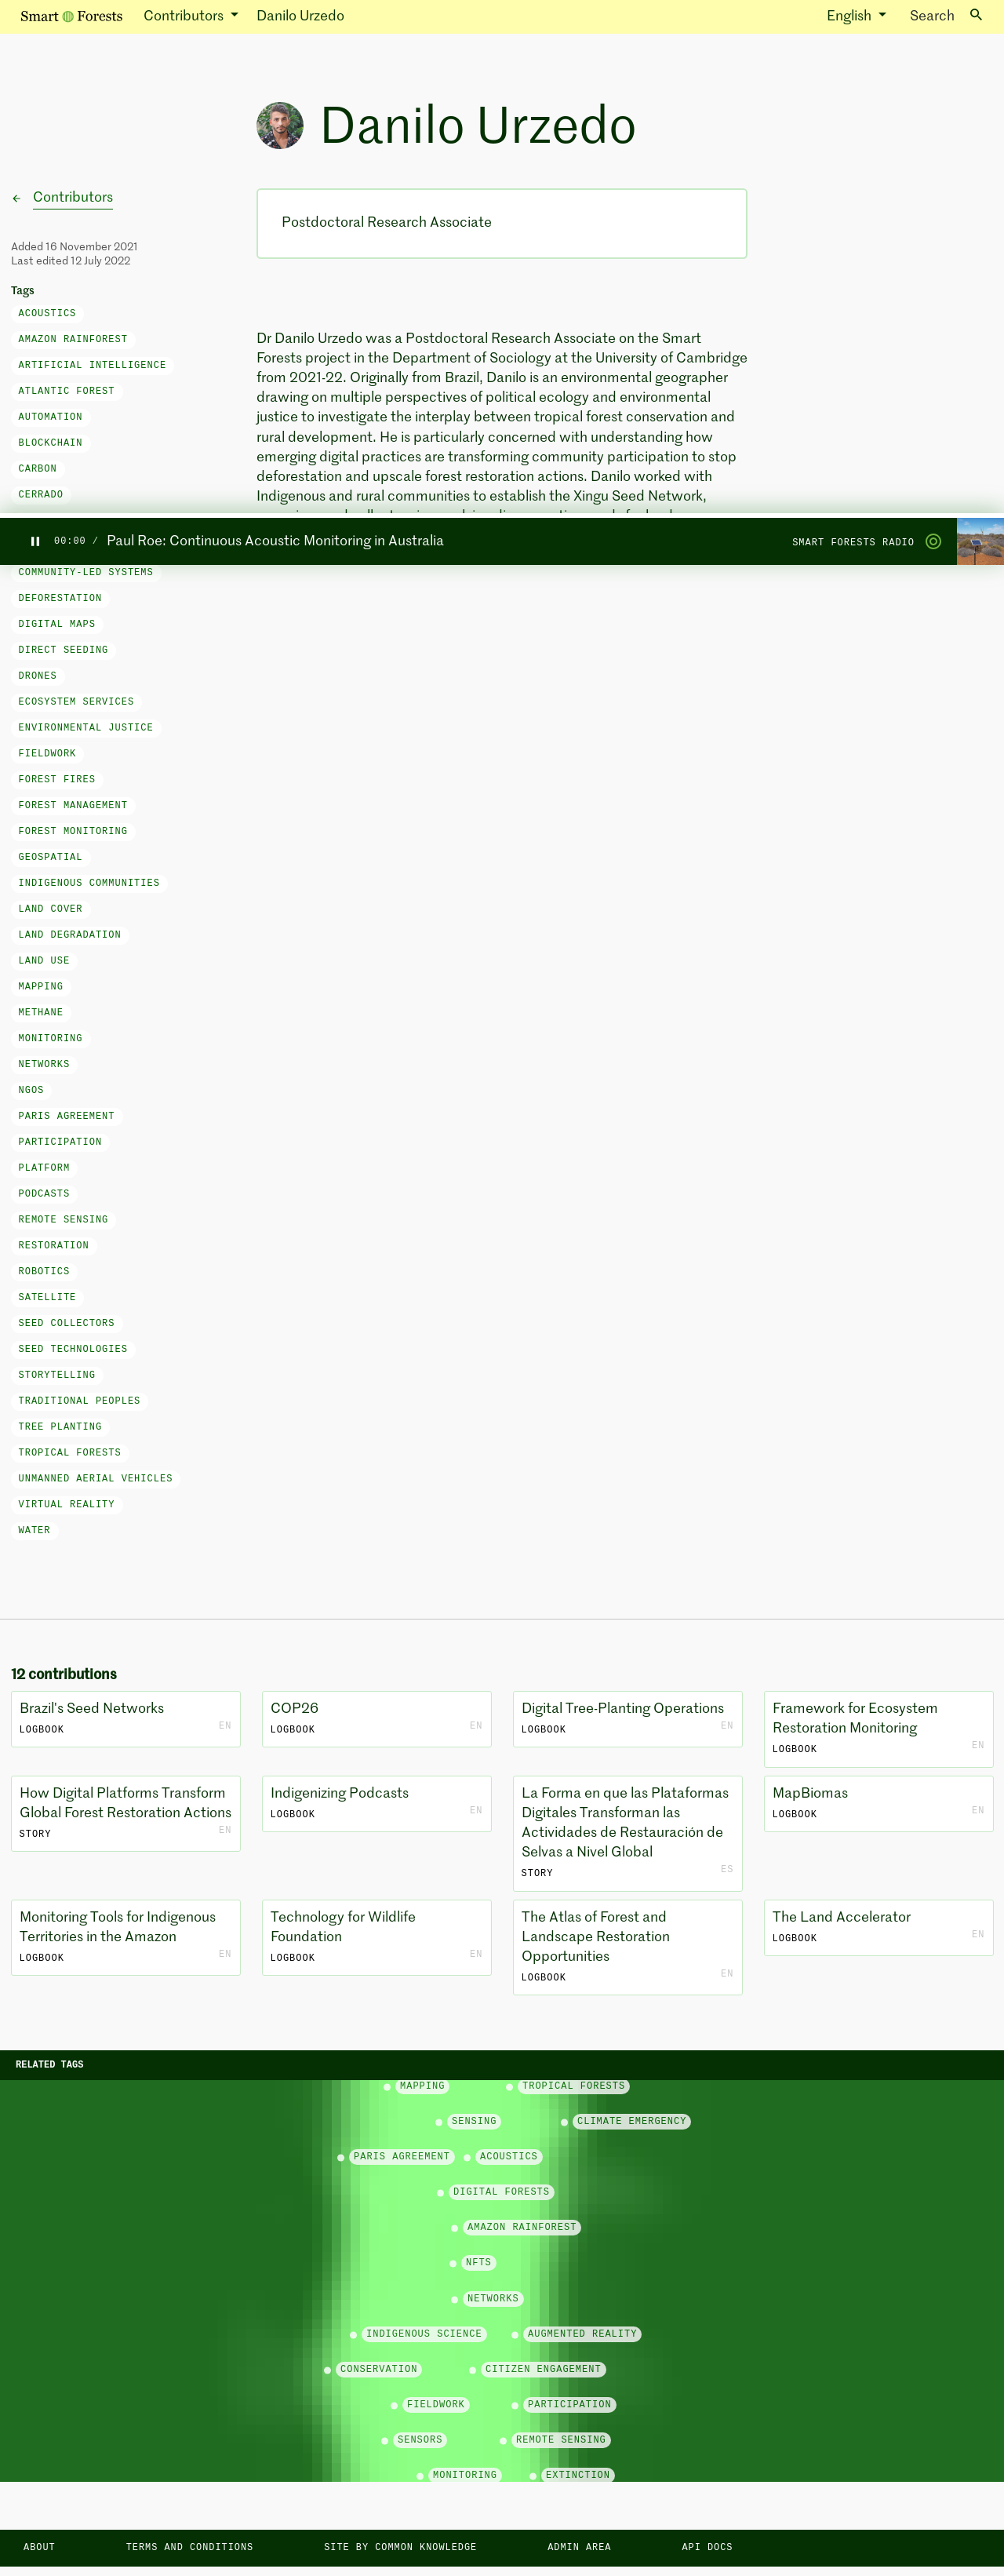 Smart Forests
Contributors
Danilo Urzedo
English
Search
Danilo Urzedo
Contributors
Added 16 November 2021
Last edited 12 July 2022
Tags
ACOUSTICS
AMAZON RAINFOREST
ARTIFICIAL INTELLIGENCE
ATLANTIC FOREST
AUTOMATION
BLOCKCHAIN
CARBON
CERRADO
Postdoctoral Research Associate
Dr Danilo Urzedo was a Postdoctoral Research Associate on the Smart
Forests project in the Department of Sociology at the University of Cambridge
from 2021-22. Originally from Brazil, Danilo is an environmental geographer
drawing on multiple perspectives of political ecology and environmental
justice to investigate the interplay between tropical forest conservation and
rural development. He is particularly concerned with understanding how
emerging digital practices are transforming community participation to stop
deforestation and upscale forest restoration actions. Danilo worked with
Indigenous and rural communities to establish the Xingu Seed Network,
00:00 /
Paul Roe: Continuous Acoustic Monitoring in Australia
SMART FORESTS RADIO
COMMUNITY-LED SYSTEMS
DEFORESTATION
DIGITAL MAPS
DIRECT SEEDING
DRONES
ECOSYSTEM SERVICES
ENVIRONMENTAL JUSTICE
FIELDWORK
FOREST FIRES
FOREST MANAGEMENT
FOREST MONITORING
GEOSPATIAL
INDIGENOUS COMMUNITIES
LAND COVER
LAND DEGRADATION
LAND USE
MAPPING
METHANE
MONITORING
NETWORKS
NGOS
PARIS AGREEMENT
PARTICIPATION
PLATFORM
PODCASTS
REMOTE SENSING
RESTORATION
ROBOTICS
SATELLITE
SEED COLLECTORS
SEED TECHNOLOGIES
STORYTELLING
TRADITIONAL PEOPLES
TREE PLANTING
TROPICAL FORESTS
UNMANNED AERIAL VEHICLES
VIRTUAL REALITY
WATER
12 contributions
Brazil's Seed Networks
LOGBOOK
EN
COP26
LOGBOOK
EN
Digital Tree-Planting Operations
LOGBOOK
EN
Framework for Ecosystem
Restoration Monitoring
LOGBOOK
EN
How Digital Platforms Transform
Global Forest Restoration Actions
STORY
EN
Indigenizing Podcasts
LOGBOOK
EN
La Forma en que las Plataformas
Digitales Transforman las
Actividades de Restauración de
Selvas a Nivel Global
STORY
ES
MapBiomas
LOGBOOK
EN
Monitoring Tools for Indigenous
Territories in the Amazon
LOGBOOK
EN
Technology for Wildlife
Foundation
LOGBOOK
EN
The Atlas of Forest and
Landscape Restoration
Opportunities
LOGBOOK
EN
The Land Accelerator
LOGBOOK
EN
RELATED TAGS
MAPPING
TROPICAL FORESTS
SENSING
CLIMATE EMERGENCY
PARIS AGREEMENT
ACOUSTICS
DIGITAL FORESTS
AMAZON RAINFOREST
NFTS
NETWORKS
INDIGENOUS SCIENCE
AUGMENTED REALITY
CONSERVATION
CITIZEN ENGAGEMENT
FIELDWORK
PARTICIPATION
SENSORS
REMOTE SENSING
MONITORING
EXTINCTION
ABOUT
TERMS AND CONDITIONS
SITE BY COMMON KNOWLEDGE
ADMIN AREA
API DOCS